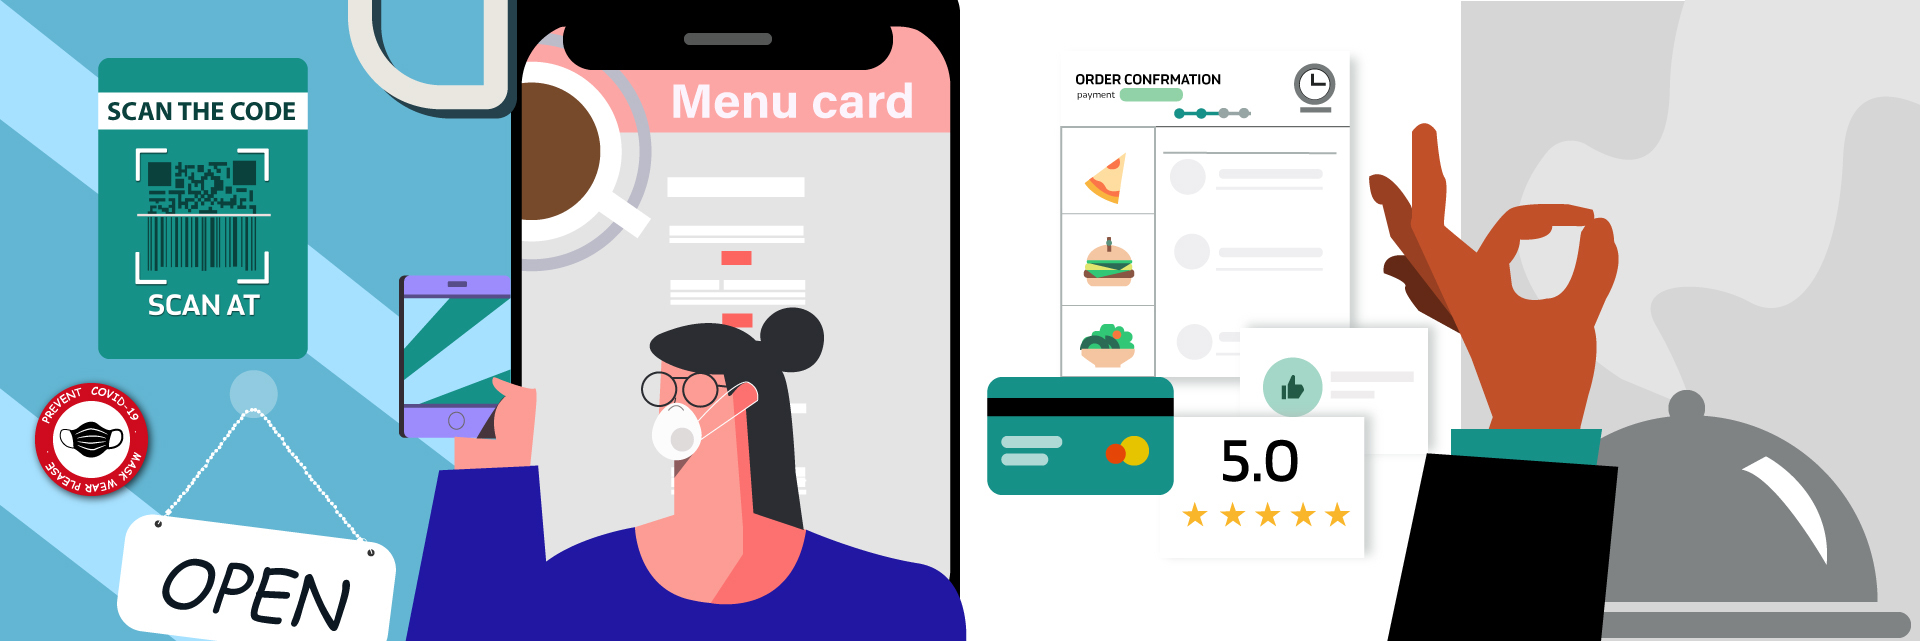 SCAN THE CODE
SCAN AT
PREVENT COVID-19 .
MASK WEAR PLEASE .
OPEN
Menu card
ORDER CONFRMATION
payment
5.0